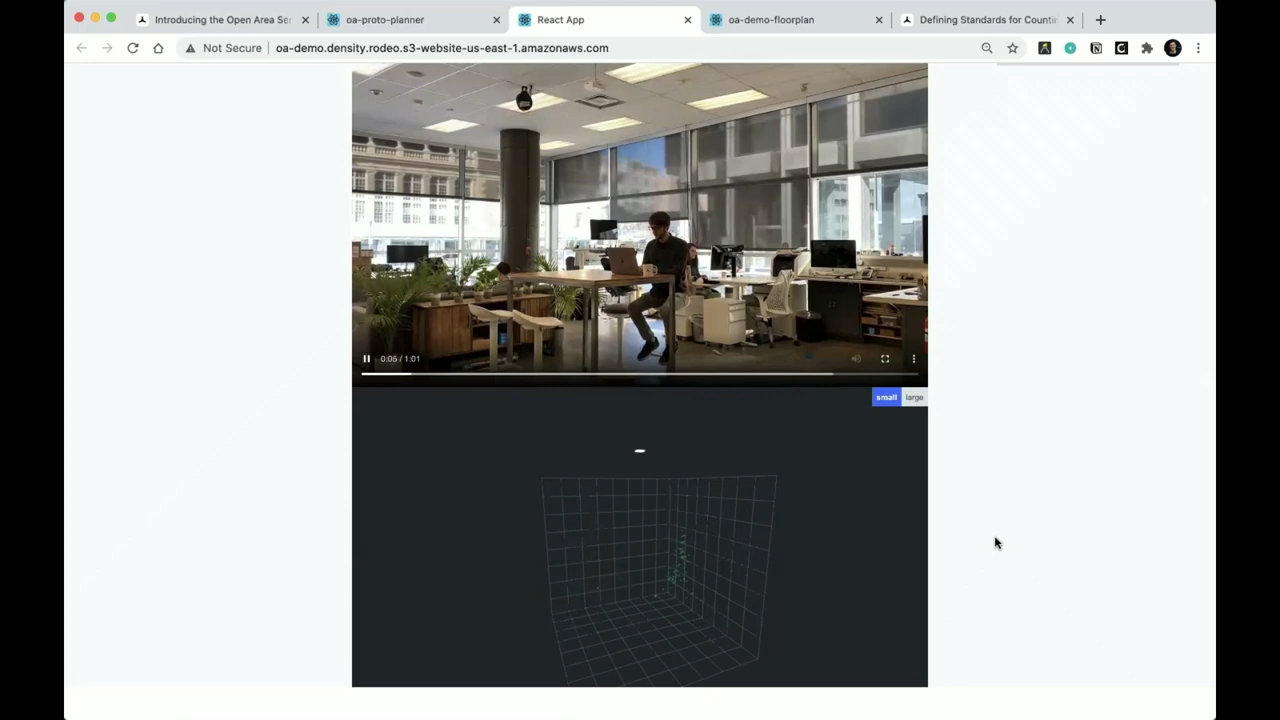 Introducing the Open Area Se
oa-proto-planner
React App
oa-demo-floorplan
Defining Standards for Countin
Not Secure
oa-demo.density.rodeo.s3-website-us-east-1.amazonaws.com
0:05 / 1:01
small
large